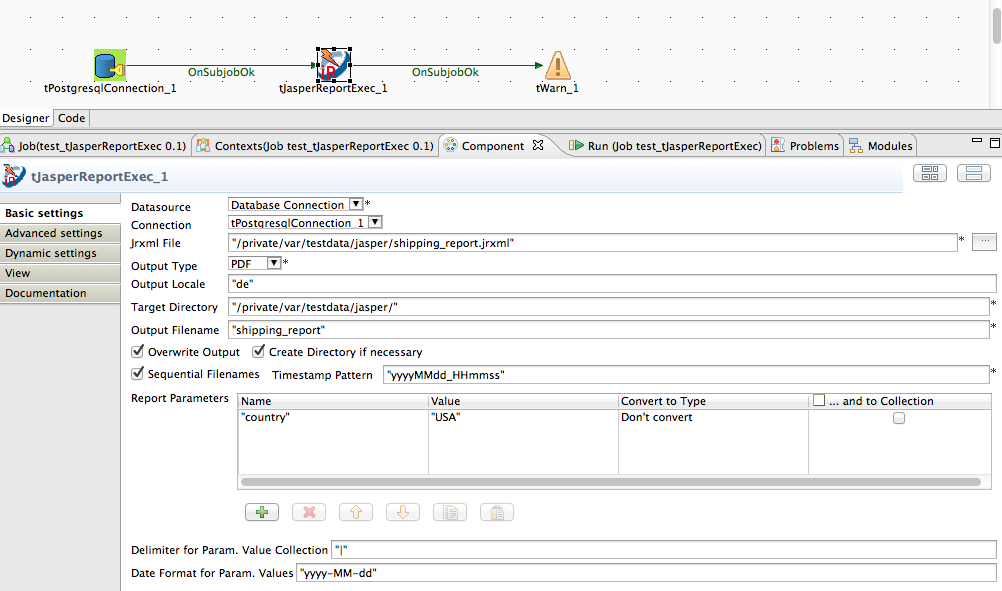 OnSubjobOk OnSubjobOk
tPostgresqlConnection_1 tJasperReportExec_1 tWarn_1
Designer Code
Job(test_tJasperReportExec 0.1) Contexts(Job test_tJasperReportExec 0.1) Component Run (Job test_tJasperReportExec) Problems Modules
tJasperReportExec_1
Basic settings
Advanced settings
Dynamic settings
View
Documentation
Datasource Database Connection *
Connection tPostgresqlConnection_1
Jrxml File "/private/var/testdata/jasper/shipping_report.jrxml" * ...
Output Type PDF *
Output Locale "de"
Target Directory "/private/var/testdata/jasper/" *
Output Filename "shipping_report" *
Overwrite Output Create Directory if necessary
Sequential Filenames Timestamp Pattern "yyyyMMdd_HHmmss" *
Report Parameters Name Value Convert to Type ... and to Collection
"country" "USA" Don't convert
Delimiter for Param. Value Collection "|"
Date Format for Param. Values "yyyy-MM-dd"